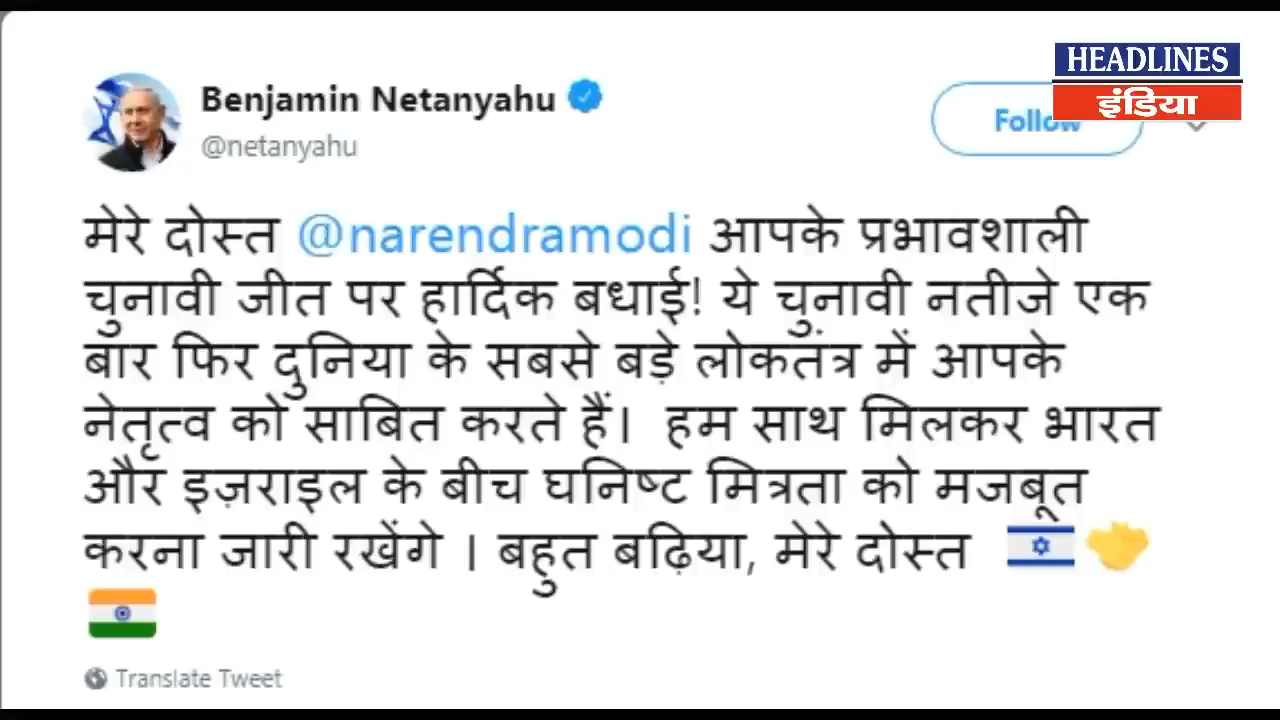 HEADLINES
इंडिया
Benjamin Netanyahu
@netanyahu
Follow
मेरे दोस्त @narendramodi आपके प्रभावशाली
चुनावी जीत पर हार्दिक बधाई! ये चुनावी नतीजे एक
बार फिर दुनिया के सबसे बड़े लोकतंत्र में आपके
नेतृत्व को साबित करते हैं। हम साथ मिलकर भारत
और इज़राइल के बीच घनिष्ट मित्रता को मजबूत
करना जारी रखेंगे । बहुत बढ़िया, मेरे दोस्त
Translate Tweet